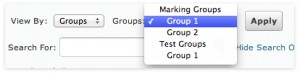 Marking Groups
View By: Groups Groups: ✓ Group 1 Apply
Group 2
Test Groups
Search For: Hide Search O
Group 1